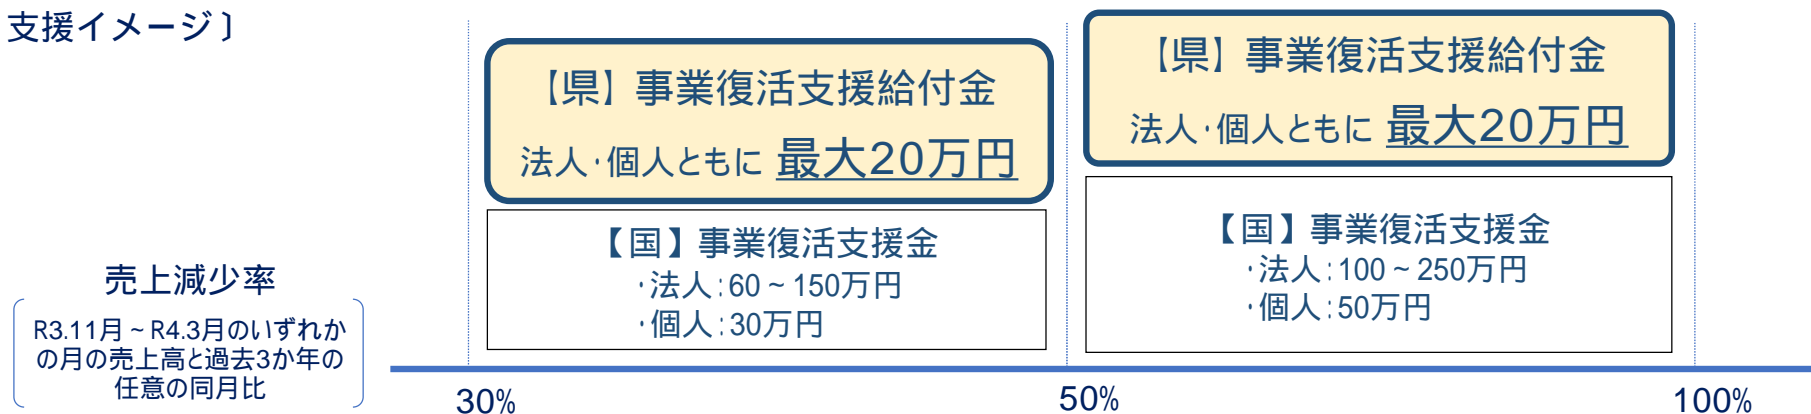 支援イメージ〕
【県】事業復活支援給付金
法人・個人ともに 最大20万円
【国】事業復活支援金
・法人：60～150万円
・個人：30万円
【県】事業復活支援給付金
法人・個人ともに 最大20万円
【国】事業復活支援金
・法人：100～250万円
・個人：50万円
売上減少率
R3.11月～R4.3月のいずれか
の月の売上高と過去3か年の
任意の同月比
30%
50%
100%